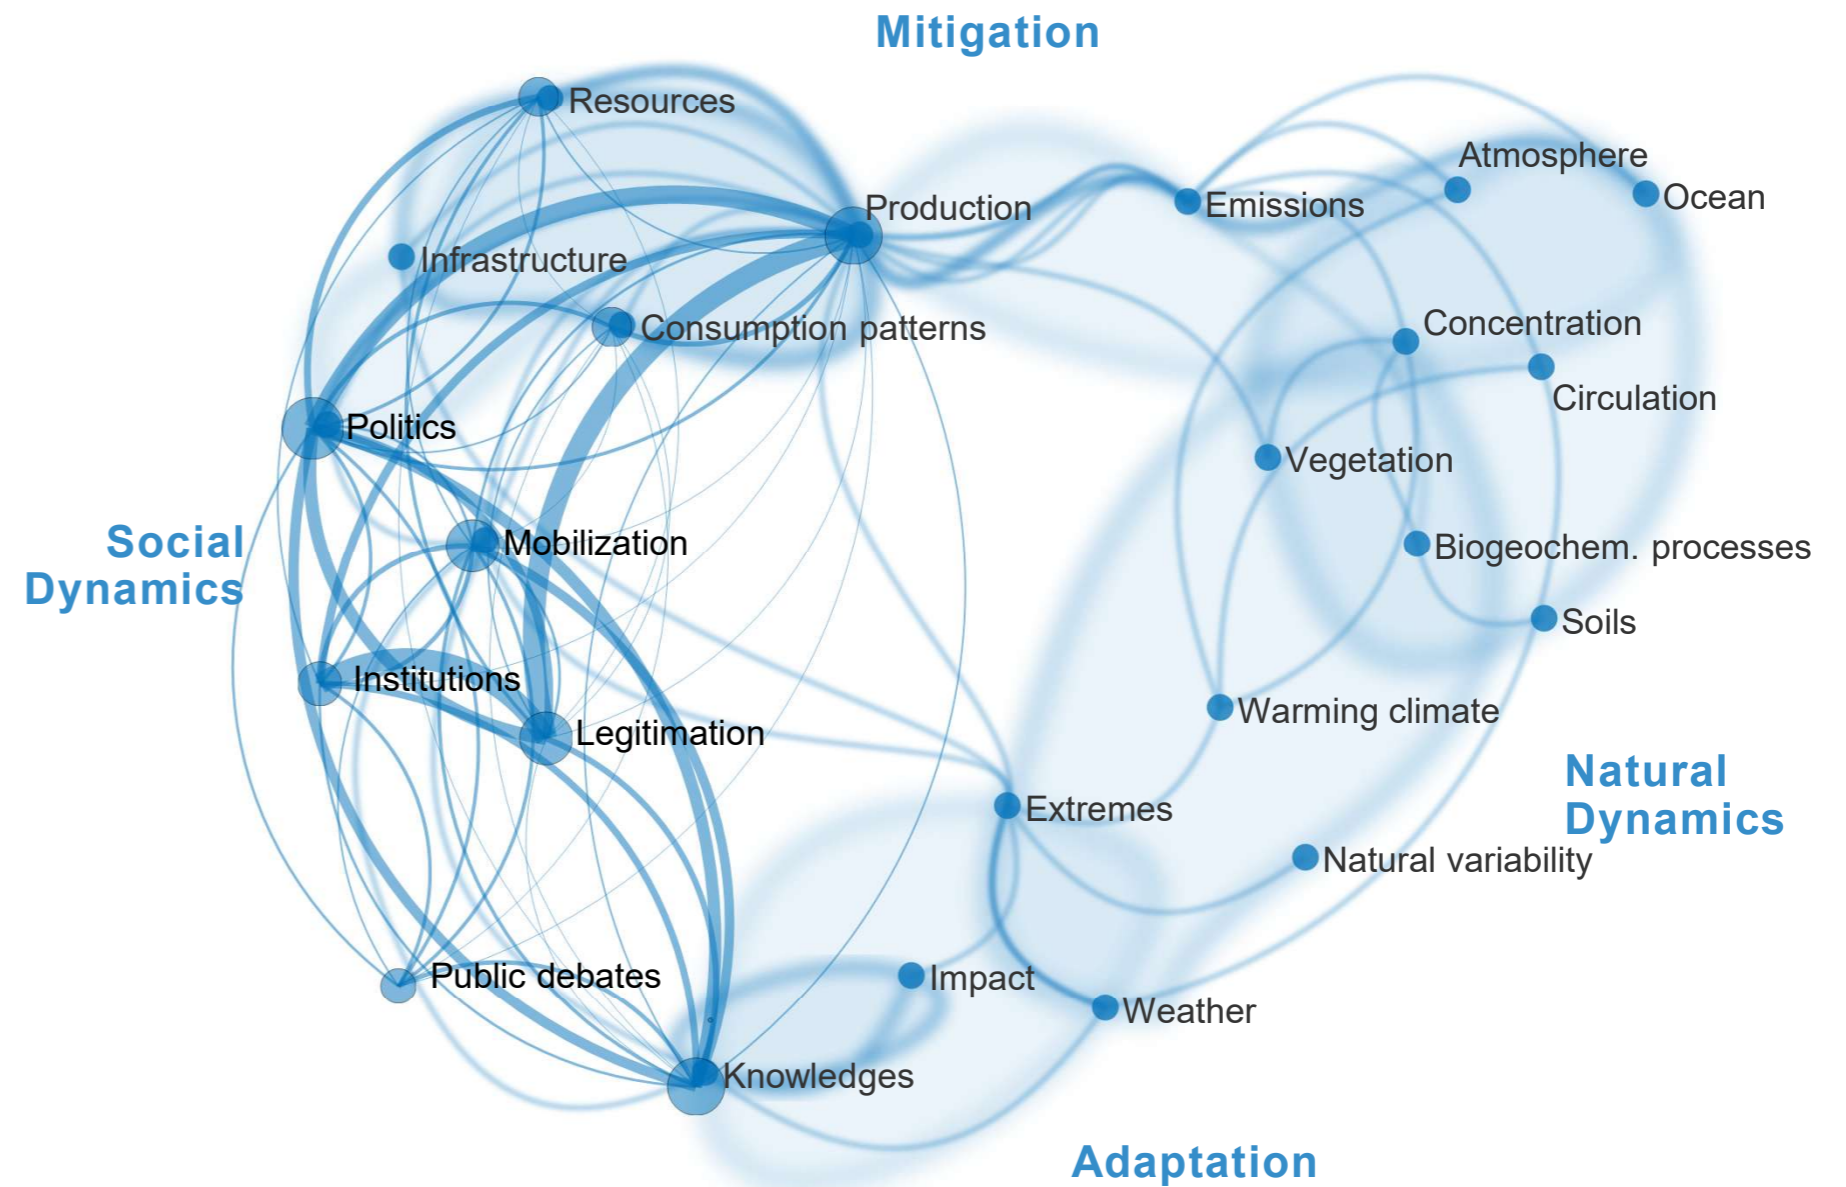 Mitigation
Resources
Atmosphere
Ocean
Production
Emissions
Infrastructure
Consumption patterns
Concentration
Circulation
Politics
Vegetation
Social
Dynamics
Mobilization
Biogeochem. processes
Soils
Institutions
Legitimation
Warming climate
Natural
Dynamics
Extremes
Natural variability
Public debates
Impact
Weather
Knowledges
Adaptation